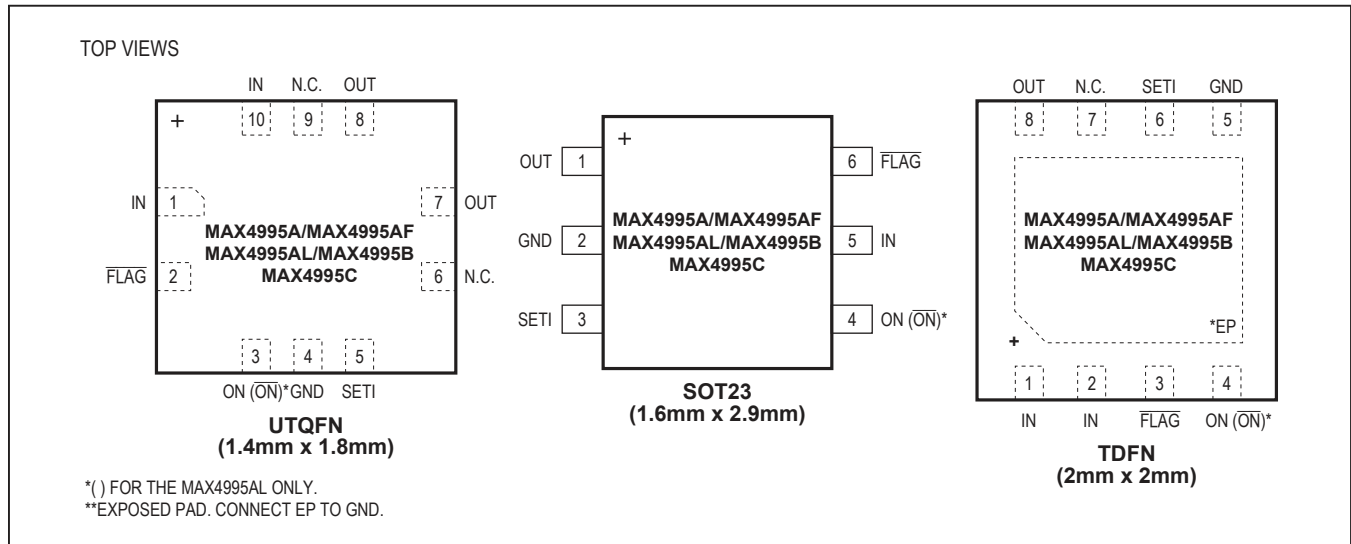 TOP VIEWS
IN N.C. OUT
+ 10 9 8
IN 1 7 OUT
MAX4995A/MAX4995AF
MAX4995AL/MAX4995B
MAX4995C
FLAG 2 6 N.C.
3 4 5
ON (ON)* GND SETI
UTQFN
(1.4mm x 1.8mm)
+
OUT 1 6 FLAG
MAX4995A/MAX4995AF
GND 2 MAX4995AL/MAX4995B 5 IN
MAX4995C
SETI 3 4 ON (ON)*
SOT23
(1.6mm x 2.9mm)
OUT N.C. SETI GND
8 7 6 5
MAX4995A/MAX4995AF
MAX4995AL/MAX4995B
MAX4995C
*EP
+
1 2 3 4
IN IN FLAG ON (ON)*
TDFN
(2mm x 2mm)
*( ) FOR THE MAX4995AL ONLY.
**EXPOSED PAD. CONNECT EP TO GND.